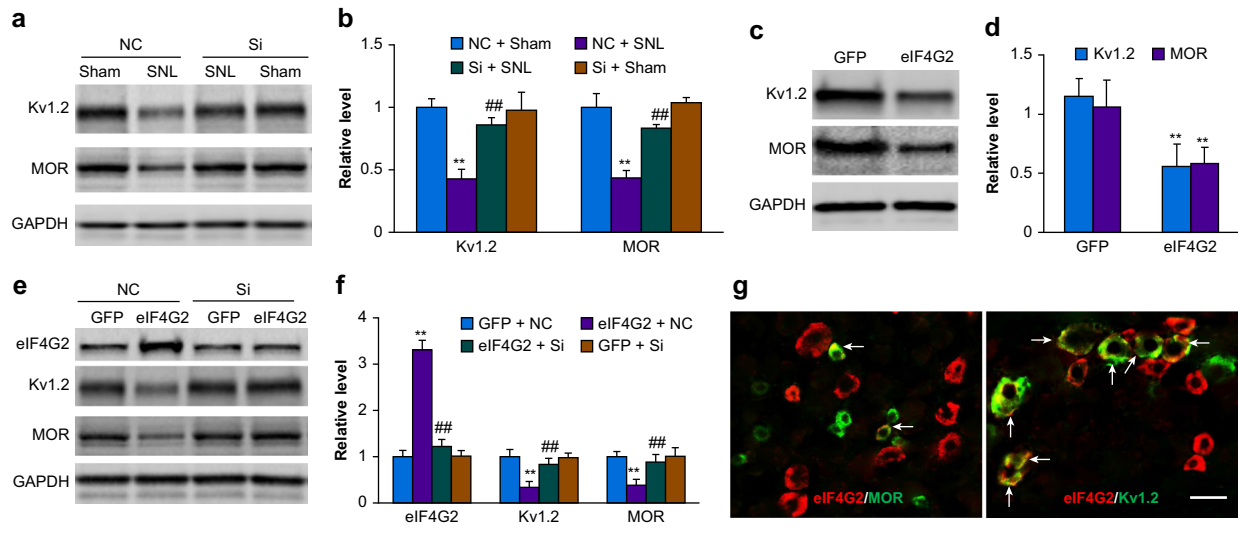 a
NC Si
Sham SNL SNL Sham
Kv1.2
MOR
GAPDH
b
NC + Sham NC + SNL
Si + SNL Si + Sham
Relative level
1.5
1
0.5
0
** ## ** ##
Kv1.2 MOR
c
GFP eIF4G2
Kv1.2
MOR
GAPDH
d
Kv1.2 MOR
Relative level
1.5
1.0
0.5
0
** **
GFP eIF4G2
e
NC Si
GFP eIF4G2 GFP eIF4G2
eIF4G2
Kv1.2
MOR
GAPDH
f
GFP + NC eIF4G2 + NC
eIF4G2 + Si GFP + Si
Relative level
4
3
2
1
0
** ## ** ## ** ##
eIF4G2 Kv1.2 MOR
g
eIF4G2/MOR
eIF4G2/Kv1.2